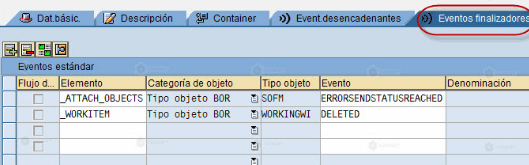 Dat.básic. Descripción Container Event.desencadenantes Eventos finalizadores
Eventos estándar
Flujo d... Elemento Categoría de objeto Tipo objeto Evento Denominación
_ATTACH_OBJECTS Tipo objeto BOR SOFM ERRORSENDSTATUSREACHED
_WORKITEM Tipo objeto BOR WORKINGWI DELETED